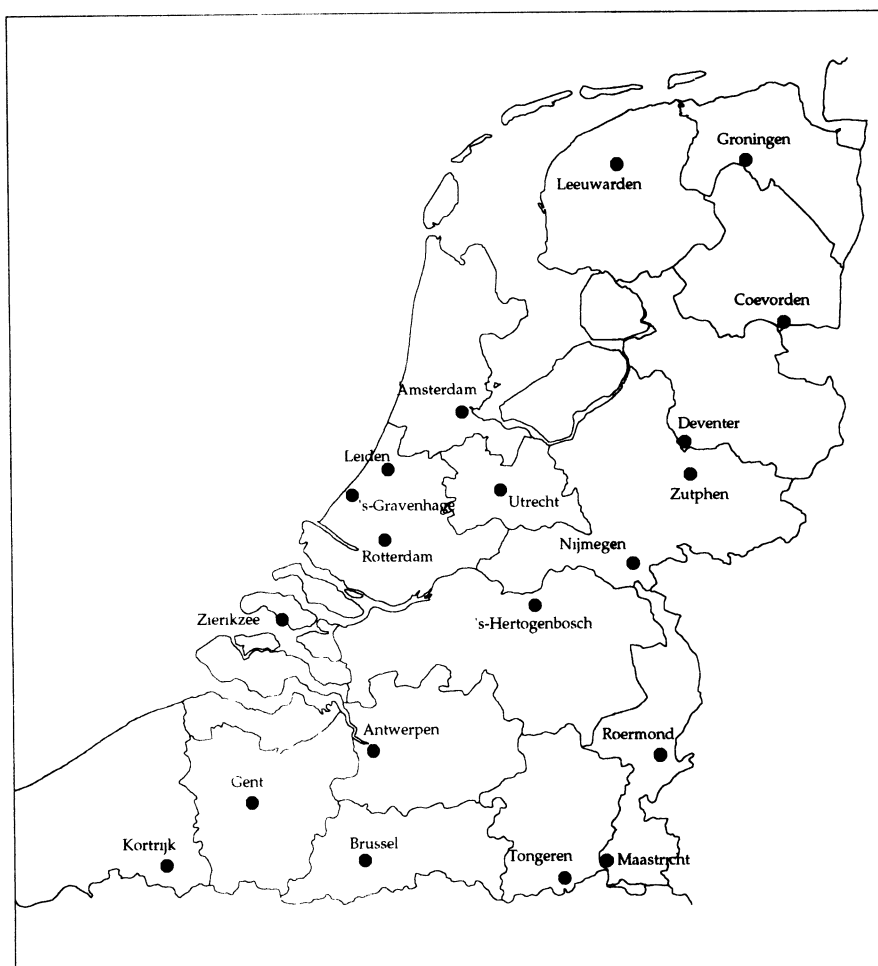 Groningen
Leeuwarden
Coevorden
Amsterdam
Deventer
Leiden
Zutphen
's-Gravenhage
Utrecht
Rotterdam
Nijmegen
Zierikzee
's-Hertogenbosch
Antwerpen
Roermond
Gent
Kortrijk
Brussel
Tongeren
Maastricht